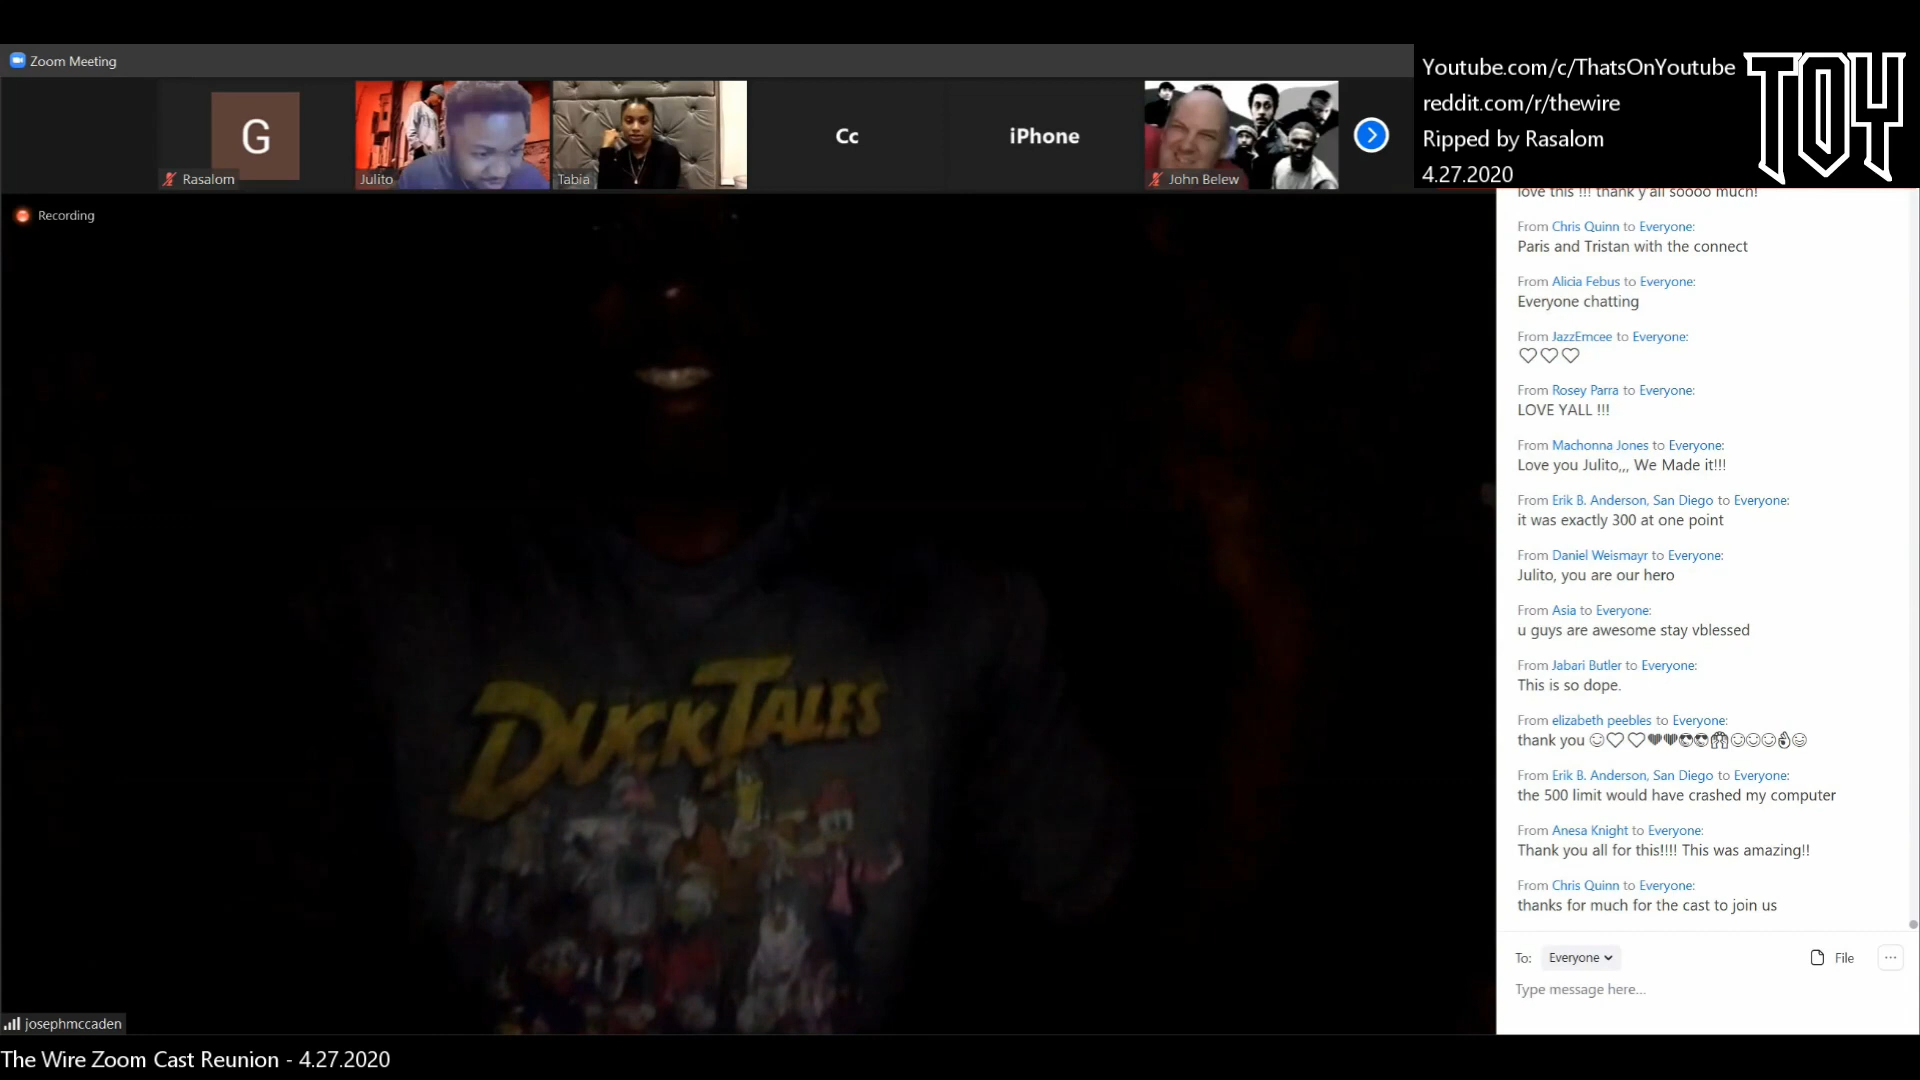 Zoom Meeting
Youtube.com/c/ThatsOnYoutube
reddit.com/r/thewire
Ripped by Rasalom
4.27.2020
TOY
G
Rasalom
Julito
Tabia
Cc
iPhone
John Belew
Recording
love this !!! thank y'all soooo much!
From Chris Quinn to Everyone:
Paris and Tristan with the connect
From Alicia Febus to Everyone:
Everyone chatting
From JazzEmcee to Everyone:
♡♡♡
From Rosey Parra to Everyone:
LOVE YALL !!!
From Machonna Jones to Everyone:
Love you Julito,,, We Made it!!!
From Erik B. Anderson, San Diego to Everyone:
it was exactly 300 at one point
From Daniel Weismayr to Everyone:
Julito, you are our hero
From Asia to Everyone:
u guys are awesome stay vblessed
From Jabari Butler to Everyone:
This is so dope.
From elizabeth peebles to Everyone:
thank you
From Erik B. Anderson, San Diego to Everyone:
the 500 limit would have crashed my computer
From Anesa Knight to Everyone:
Thank you all for this!!!! This was amazing!!
From Chris Quinn to Everyone:
thanks for much for the cast to join us
To: Everyone
File
...
Type message here...
DUCKTALES
josephmccaden
The Wire Zoom Cast Reunion - 4.27.2020